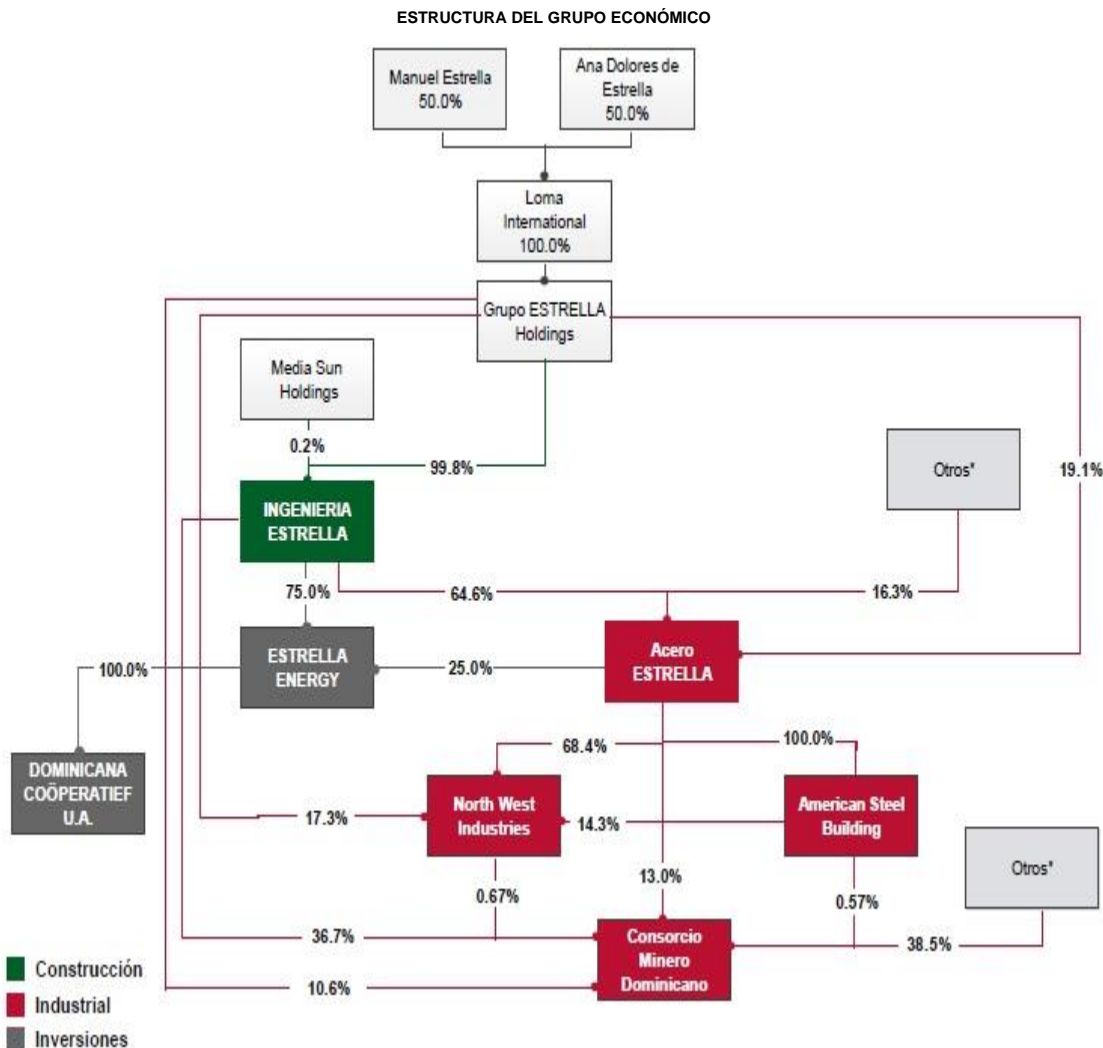 ESTRUCTURA DEL GRUPO ECONÓMICO
Manuel Estrella
50.0%
Ana Dolores de
Estrella
50.0%
Loma
International
100.0%
Grupo ESTRELLA
Holdings
Media Sun
Holdings
0.2%
99.8%
Otros*
19.1%
INGENIERIA
ESTRELLA
75.0%
64.6%
16.3%
ESTRELLA
ENERGY
100.0%
25.0%
Acero
ESTRELLA
68.4%
100.0%
DOMINICANA
COÖPERATIEF
U.A.
North West
Industries
American Steel
Building
17.3%
14.3%
Otros*
13.0%
0.67%
0.57%
36.7%
Consorcio
Minero
Dominicano
38.5%
10.6%
Construcción
Industrial
Inversiones